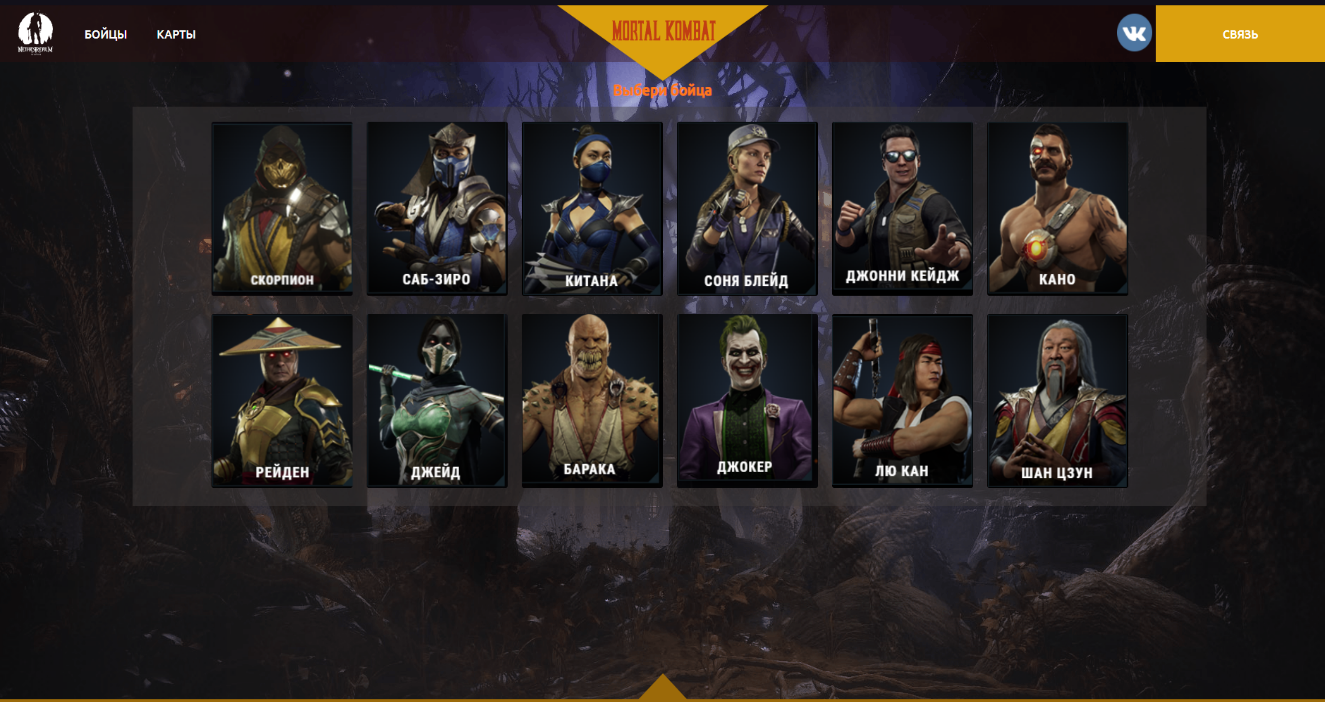 БОЙЦЫ
КАРТЫ
MORTAL KOMBAT
СВЯЗЬ
Выбери бойца
СКОРПИОН
САБ-ЗИРО
КИТАНА
СОНЯ БЛЕЙД
ДЖОННИ КЕЙДЖ
КАНО
РЕЙДЕН
ДЖЕЙД
БАРАКА
ДЖОКЕР
ЛЮ КАН
ШАН ЦЗУН